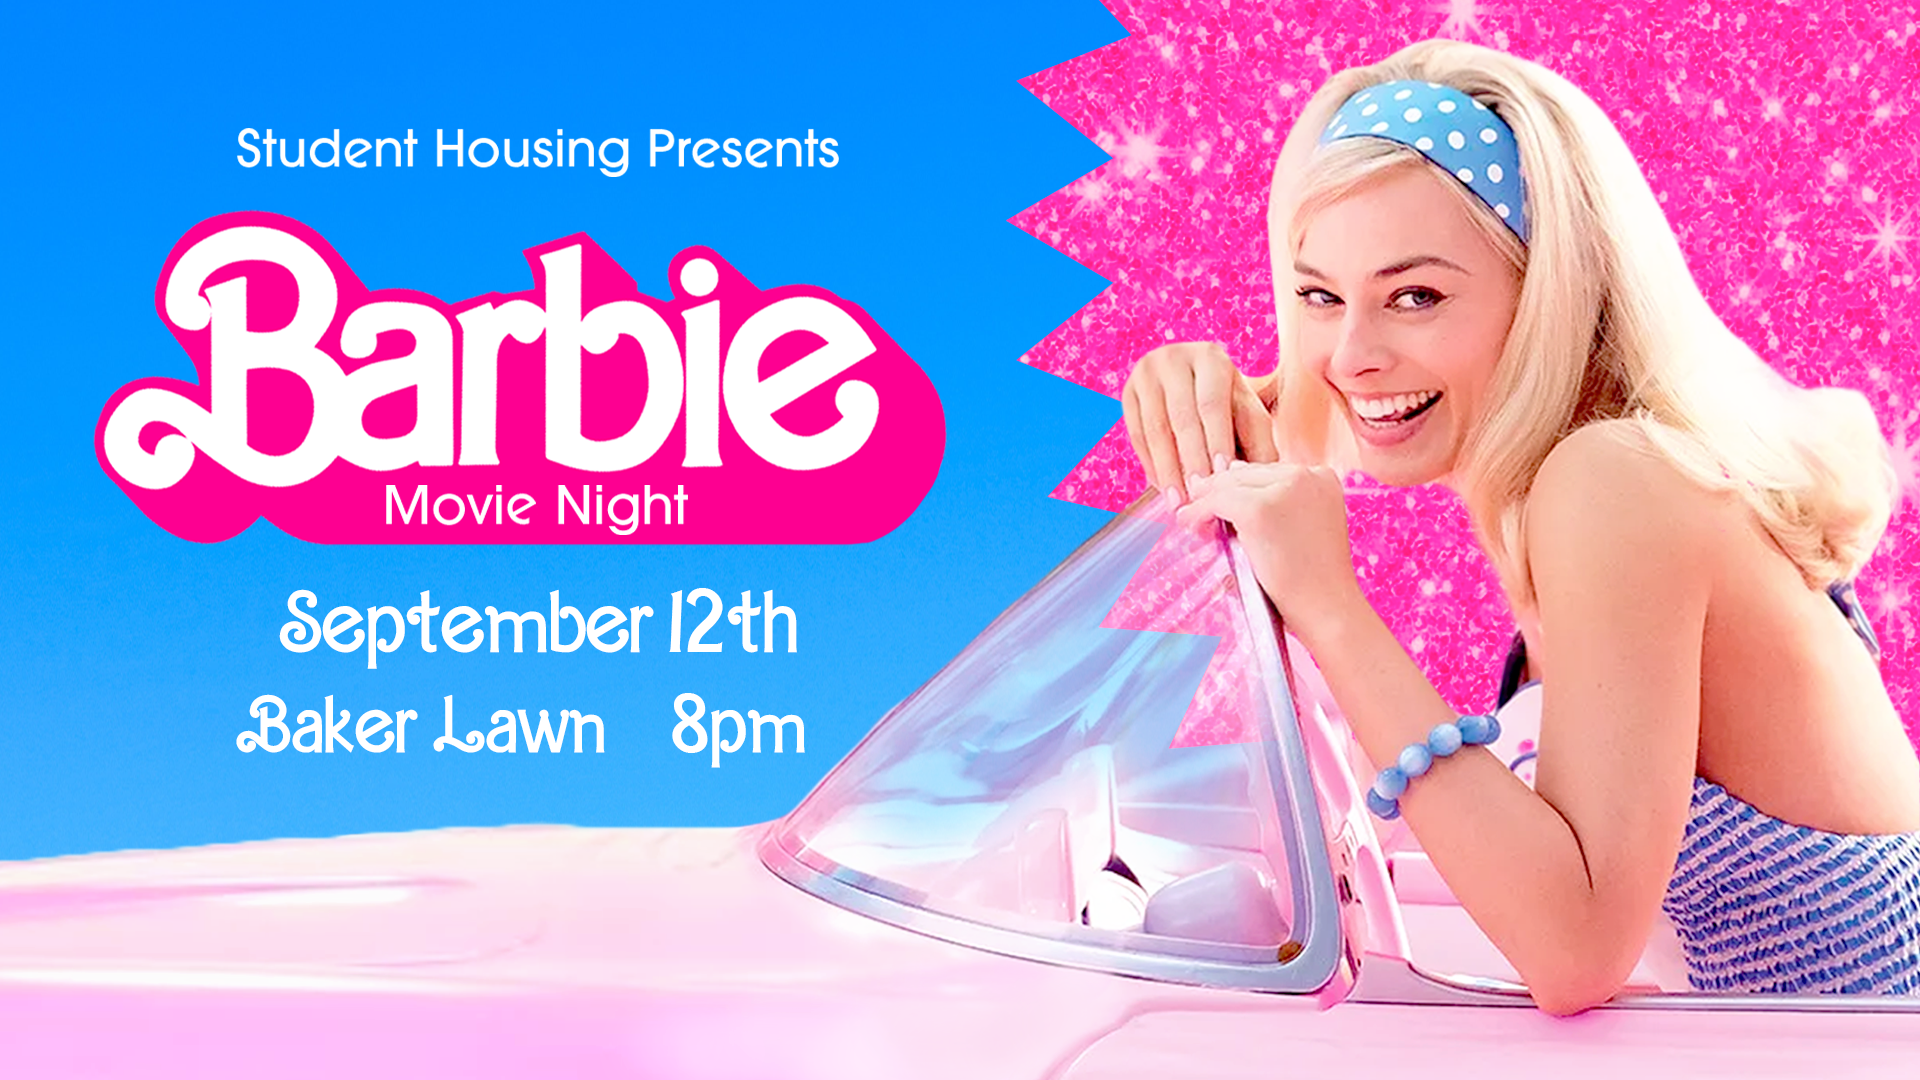 Student Housing Presents
Barbie
Movie Night
September 12th
Baker Lawn 8pm